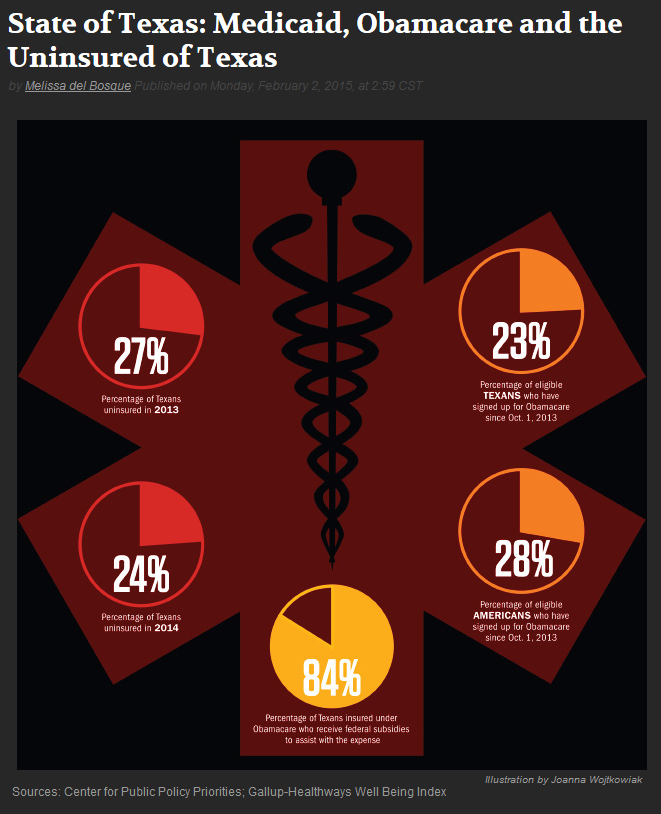 State of Texas: Medicaid, Obamacare and the
Uninsured of Texas
by Melissa del Bosque Published on Monday, February 2, 2015, at 2:59 CST
27%
Percentage of Texans
uninsured in 2013
23%
Percentage of eligible
TEXANS who have
signed up for Obamacare
since Oct. 1, 2013
24%
Percentage of Texans
uninsured in 2014
28%
Percentage of eligible
AMERICANS who have
signed up for Obamacare
since Oct. 1, 2013
84%
Percentage of Texans insured under
Obamacare who receive federal subsidies
to assist with the expense
Illustration by Joanna Wojtkowiak
Sources: Center for Public Policy Priorities; Gallup-Healthways Well Being Index